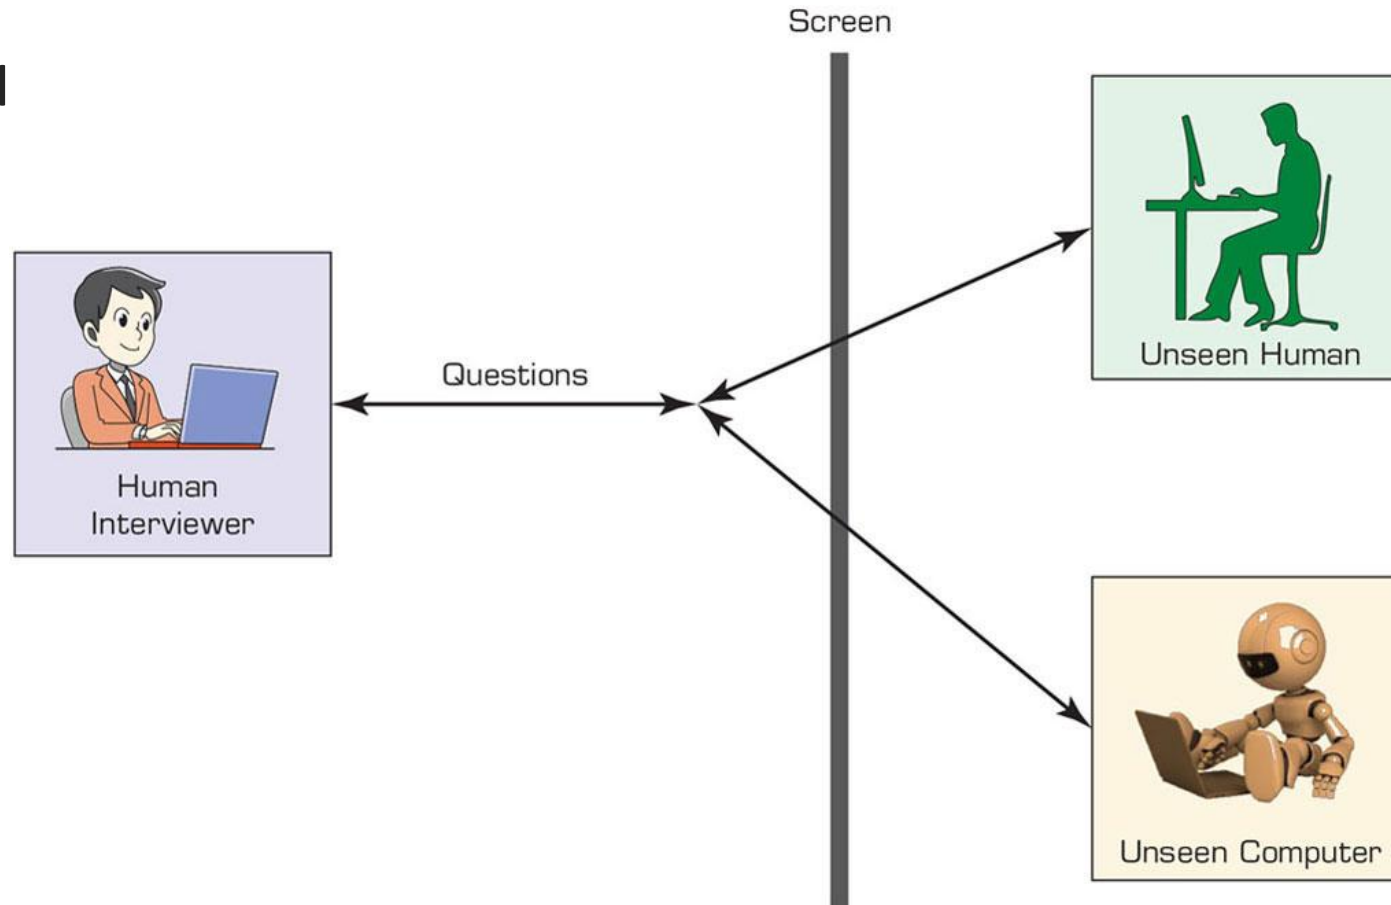 Screen
Questions
Human
Interviewer
Unseen Human
Unseen Computer